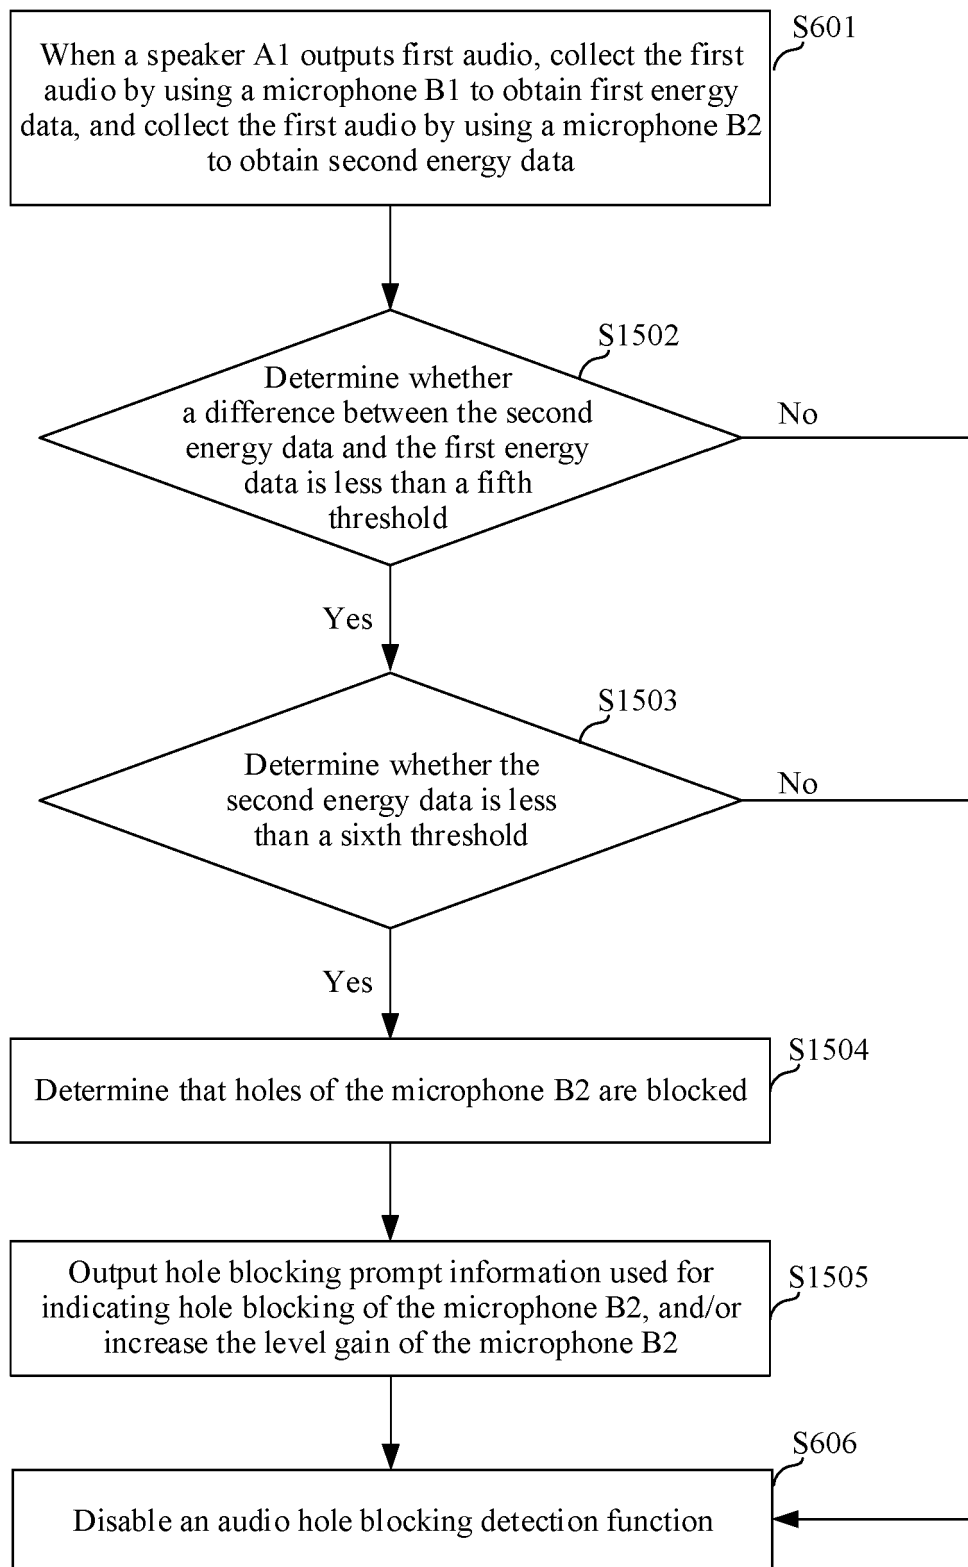 S601
When a speaker A1 outputs first audio, collect the first
audio by using a microphone B1 to obtain first energy
data, and collect the first audio by using a microphone B2
to obtain second energy data
S1502
Determine whether
a difference between the second
energy data and the first energy
data is less than a fifth
threshold
No
Yes
S1503
Determine whether the
second energy data is less
than a sixth threshold
No
Yes
S1504
Determine that holes of the microphone B2 are blocked
S1505
Output hole blocking prompt information used for
indicating hole blocking of the microphone B2, and/or
increase the level gain of the microphone B2
S606
Disable an audio hole blocking detection function